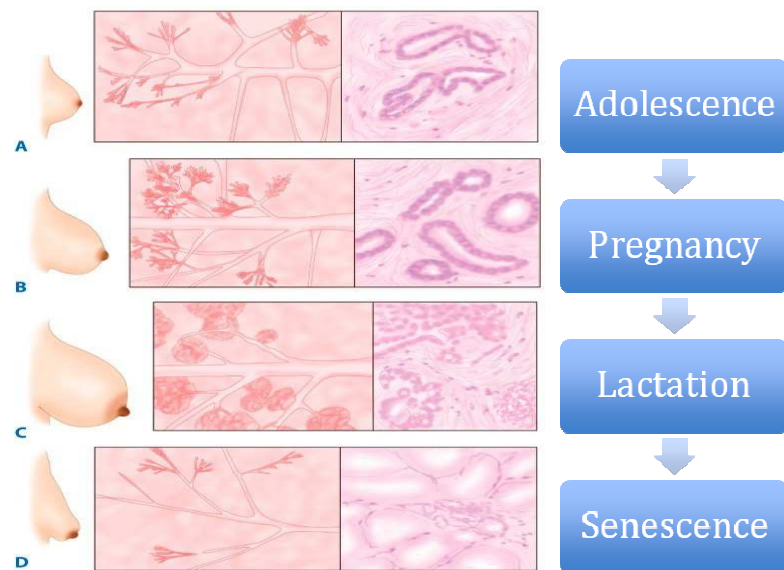 A
Adolescence
B
Pregnancy
C
Lactation
D
Senescence